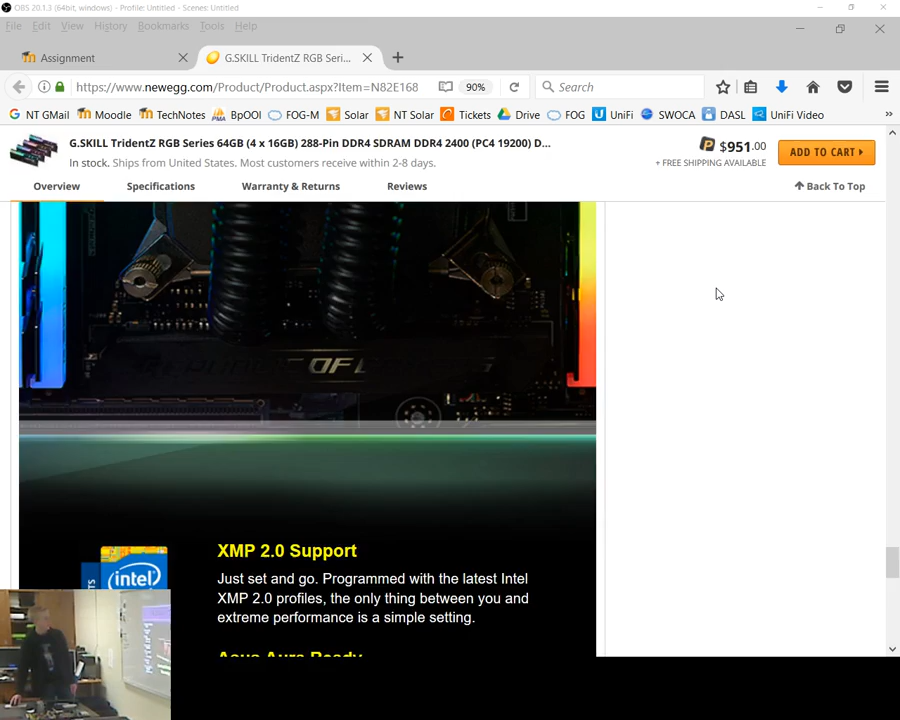 OBS 20.1.3 (64bit, windows) - Profile: Untitled - Scenes: Untitled
File Edit View History Bookmarks Tools Help
Assignment
G.SKILL TridentZ RGB Seri...
https://www.newegg.com/Product/Product.aspx?Item=N82E168
90%
Search
NT GMail Moodle TechNotes BpOOl FOG-M Solar NT Solar Tickets Drive FOG UniFi SWOCA DASL UniFi Video
G.SKILL TridentZ RGB Series 64GB (4 x 16GB) 288-Pin DDR4 SDRAM DDR4 2400 (PC4 19200) D...
In stock. Ships from United States. Most customers receive within 2-8 days.
$951.00
+ FREE SHIPPING AVAILABLE
ADD TO CART
Overview Specifications Warranty & Returns Reviews
Back To Top
REPUBLIC OF GAMERS
XMP 2.0 Support
intel
Just set and go. Programmed with the latest Intel
XMP 2.0 profiles, the only thing between you and
extreme performance is a simple setting.
Asus Aura Ready